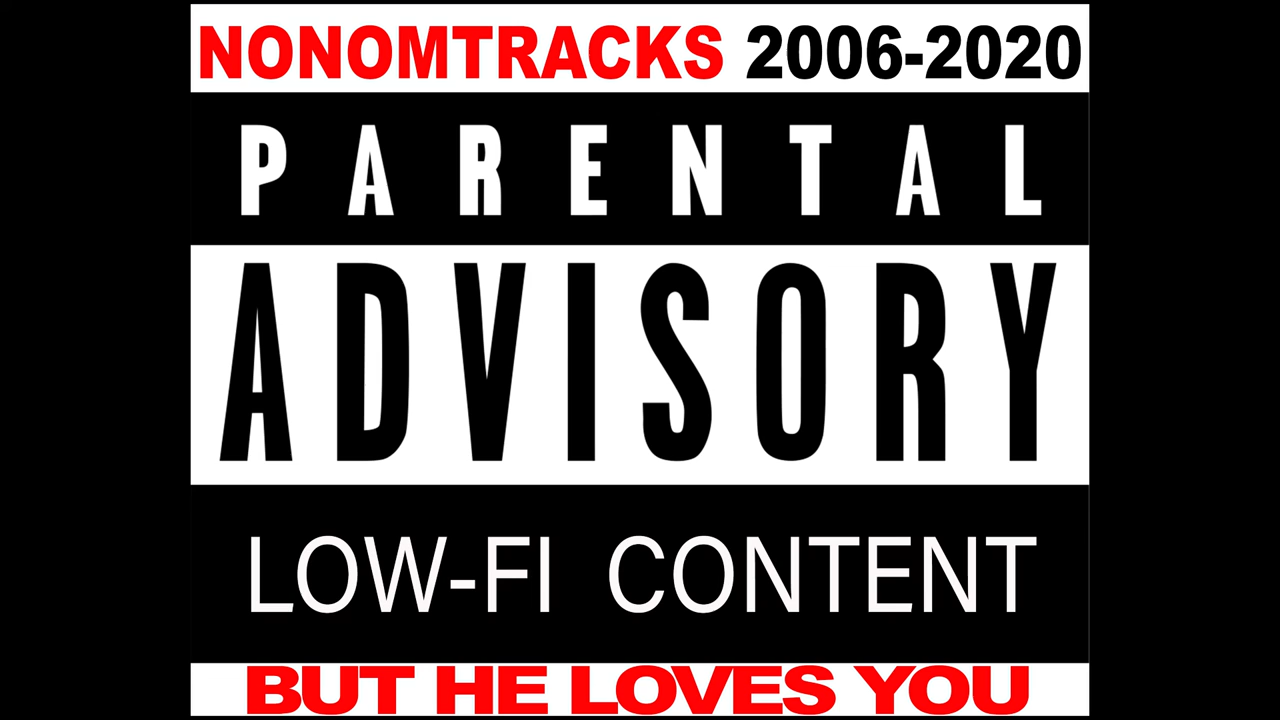 NONOMTRACKS 2006-2020
PARENTAL
ADVISORY
LOW-FI CONTENT
BUT HE LOVES YOU